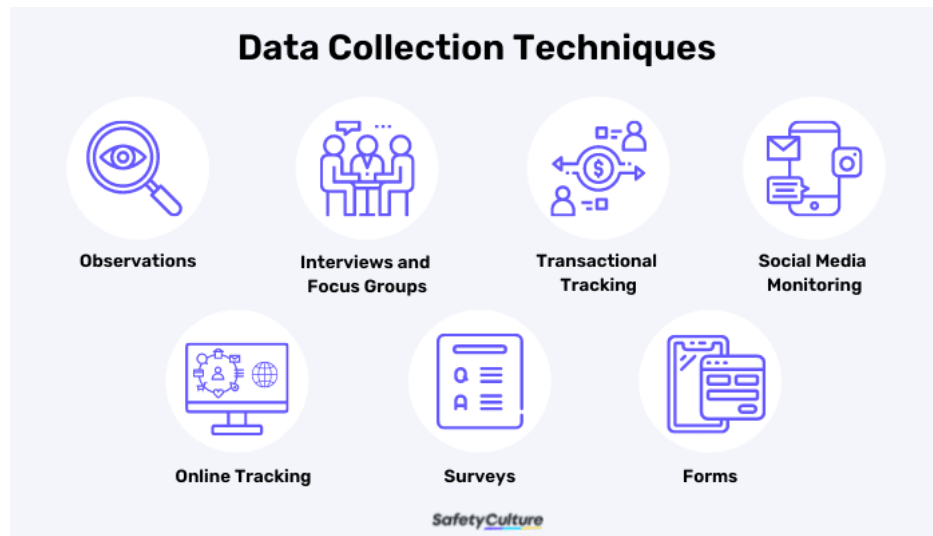 Data Collection Techniques
Observations
Interviews and
Focus Groups
Transactional
Tracking
Social Media
Monitoring
Q
A
Online Tracking
Surveys
Forms
SafetyCulture